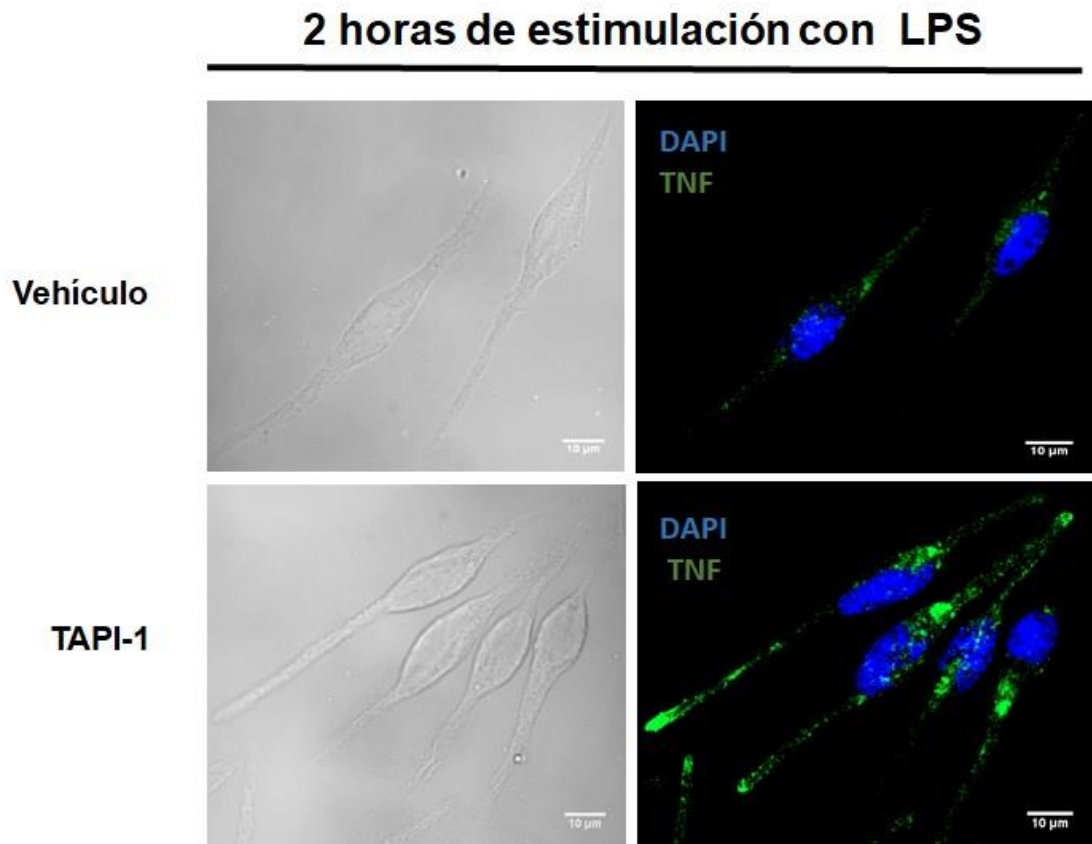 2 horas de estimulación con LPS
Vehículo
10 µm
DAPI
TNF
10 µm
TAPI-1
10 µm
DAPI
TNF
10 µm